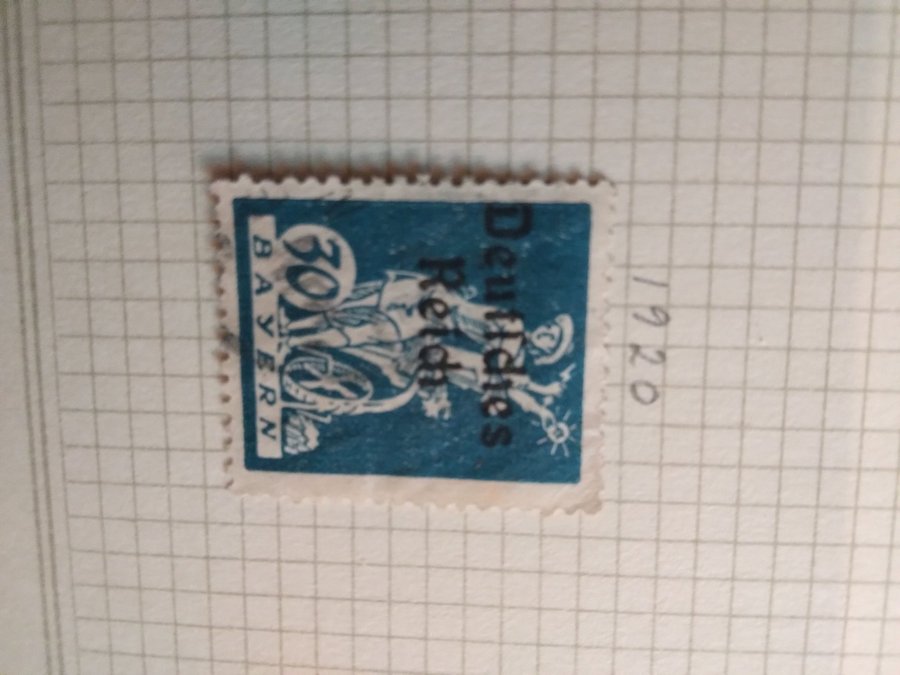 1920
Deutſches
Reich
30
BAYERN